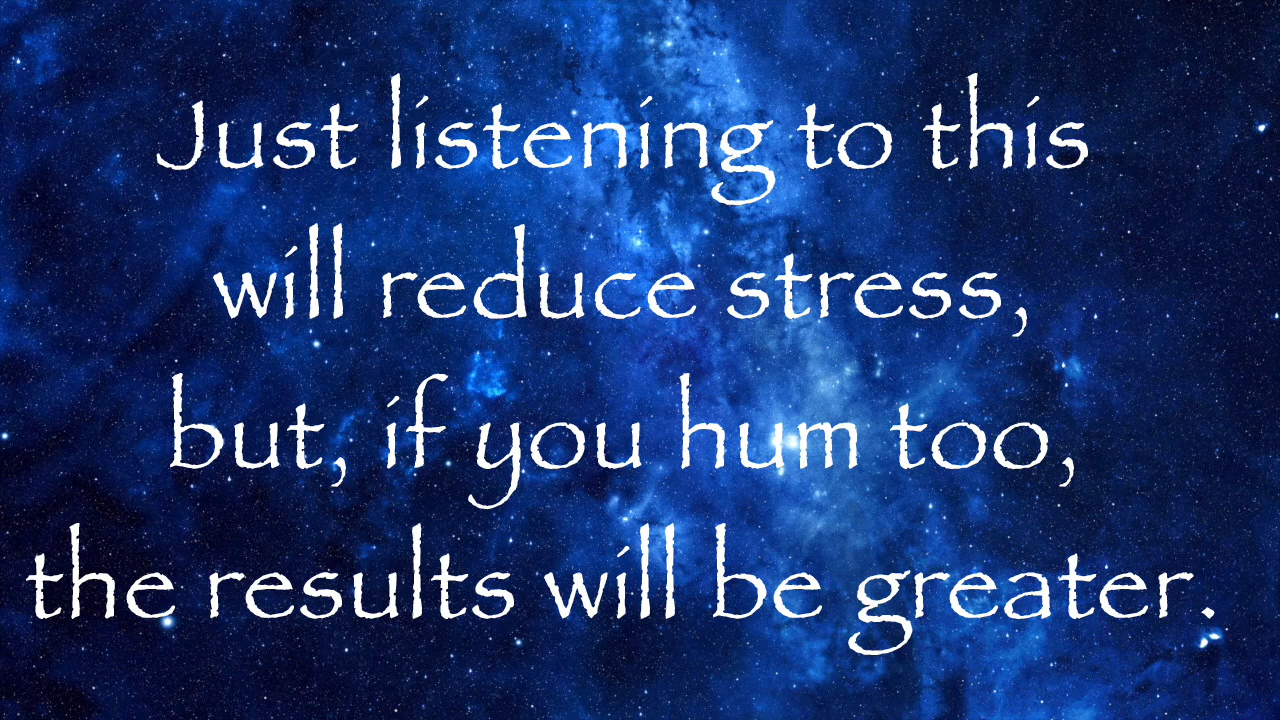 Just listening to this
will reduce stress,
but, if you hum too,
the results will be greater.